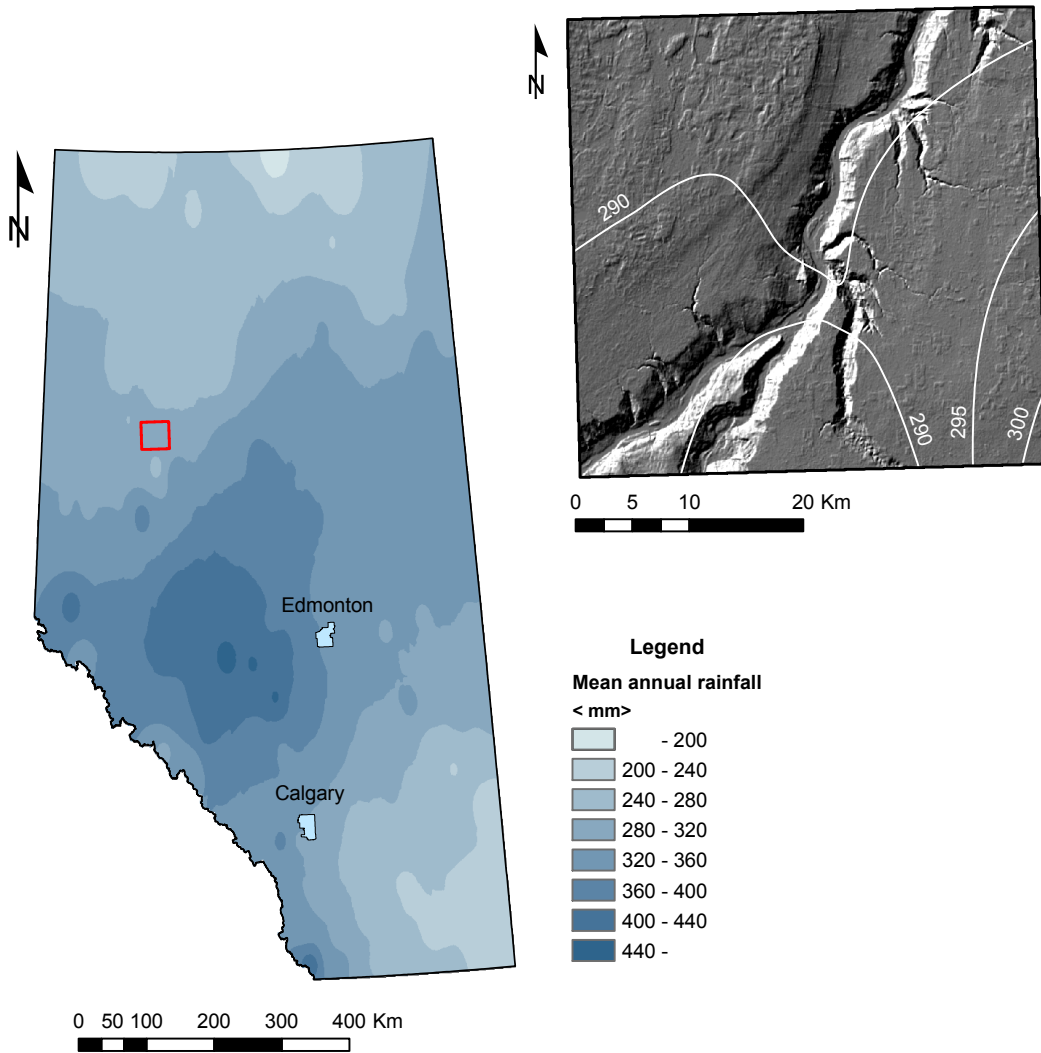 N
N
290
290
295
300
0 5 10 20 Km
Edmonton
Calgary
0 50 100 200 300 400 Km
Legend
Mean annual rainfall
< mm>
- 200
200 - 240
240 - 280
280 - 320
320 - 360
360 - 400
400 - 440
440 -